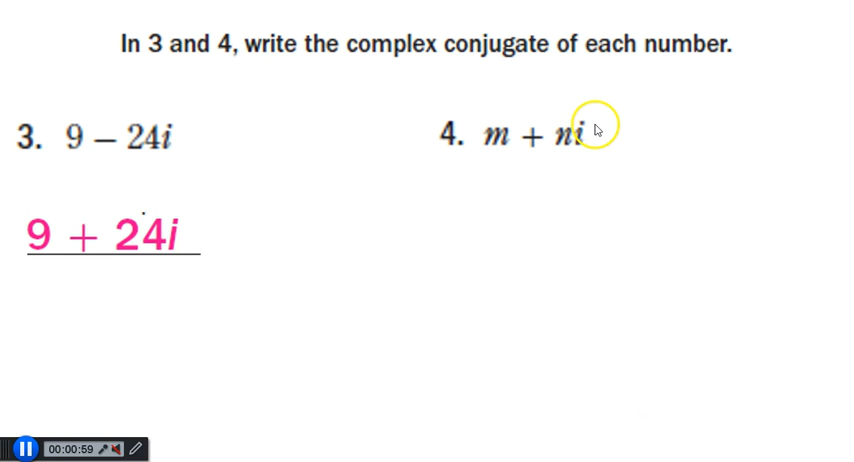 In 3 and 4, write the complex conjugate of each number.
3. 9 – 24i
4. m + ni
9 + 24i
00:00:59